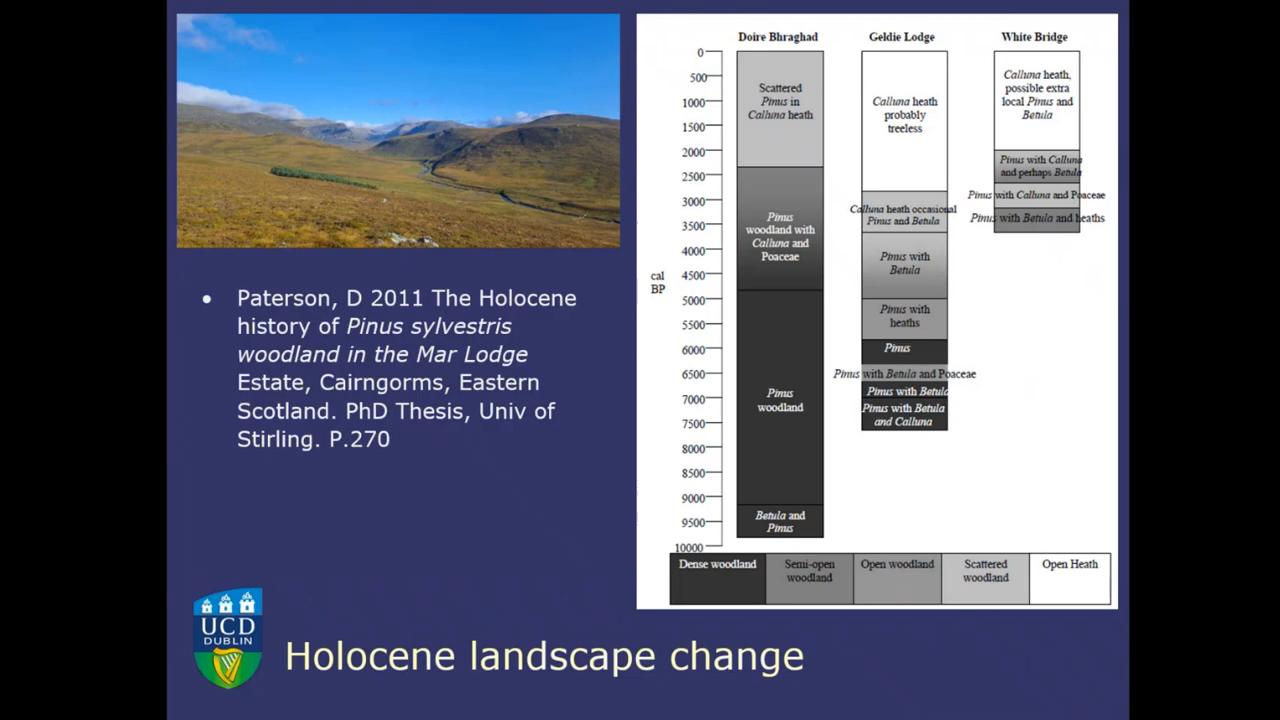 Doire Bhraghad
Geldie Lodge
White Bridge
0
500
1000
1500
2000
2500
3000
3500
4000
4500
5000
5500
6000
6500
7000
7500
8000
8500
9000
9500
10000
cal
BP
Scattered
Pinus in
Calluna heath
Pinus
woodland with
Calluna and
Poaceae
Pinus
woodland
Betula and
Pinus
Calluna heath
probably
treeless
Calluna heath occasional
Pinus and Betula
Pinus with
Betula
Pinus with
heaths
Pinus
Pinus with Betula and Poaceae
Pinus with Betula
Pinus with Betula
and Calluna
Calluna heath,
possible extra
local Pinus and
Betula
Pinus with Calluna
and perhaps Betula
Pinus with Calluna and Poaceae
Pinus with Betula and heaths
Dense woodland
Semi-open
woodland
Open woodland
Scattered
woodland
Open Heath
• Paterson, D 2011 The Holocene
history of Pinus sylvestris
woodland in the Mar Lodge
Estate, Cairngorms, Eastern
Scotland. PhD Thesis, Univ of
Stirling. P.270
UCD
DUBLIN
Holocene landscape change